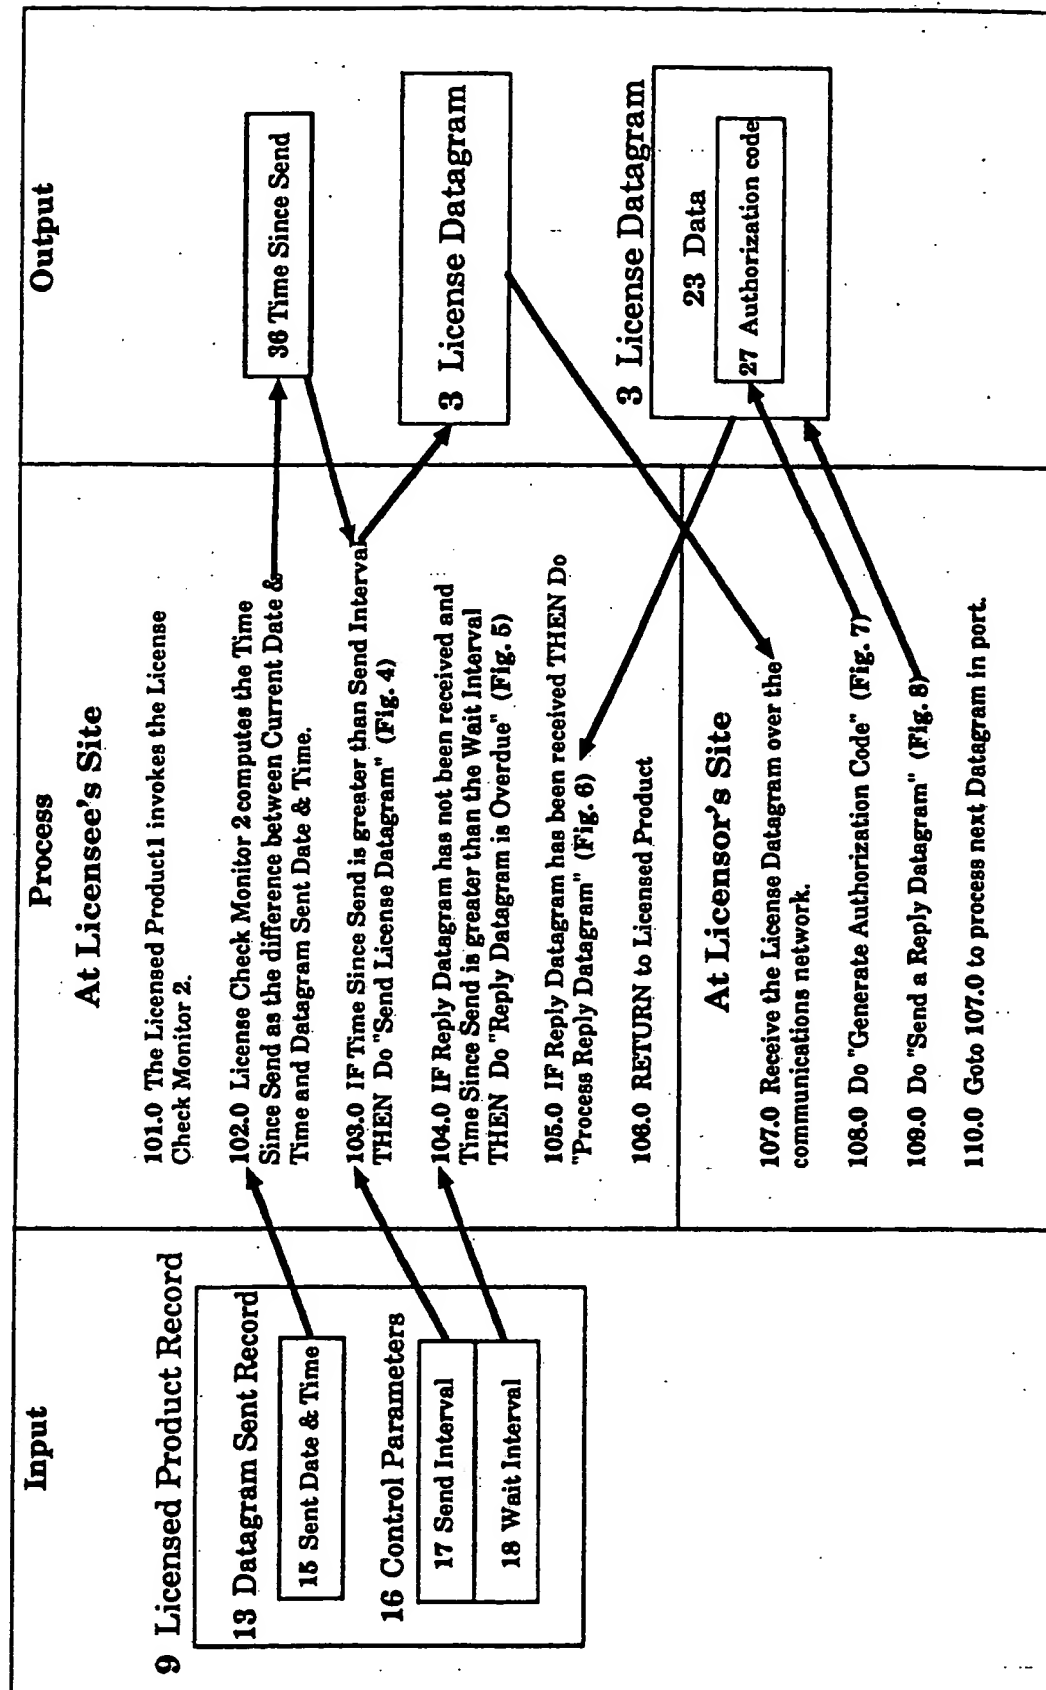 Input
9 Licensed Product Record
13 Datagram Sent Record
15 Sent Date & Time
16 Control Parameters
17 Send Interval
18 Wait Interval
Process
At Licensee's Site
101.0 The Licensed Product1 invokes the License
Check Monitor 2.
102.0 License Check Monitor 2 computes the Time
Since Send as the difference between Current Date &
Time and Datagram Sent Date & Time.
103.0 IF Time Since Send is greater than Send Interval
THEN Do "Send License Datagram" (Fig. 4)
104.0 IF Reply Datagram has not been received and
Time Since Send is greater than the Wait Interval
THEN Do "Reply Datagram is Overdue" (Fig. 5)
105.0 IF Reply Datagram has been received THEN Do
"Process Reply Datagram" (Fig. 6)
106.0 RETURN to Licensed Product
At Licensor's Site
107.0 Receive the License Datagram over the
communications network.
108.0 Do "Generate Authorization Code" (Fig. 7)
109.0 Do "Send a Reply Datagram" (Fig. 8)
110.0 Goto 107.0 to process next Datagram in port.
Output
36 Time Since Send
3 License Datagram
3 License Datagram
23 Data
27 Authorization code